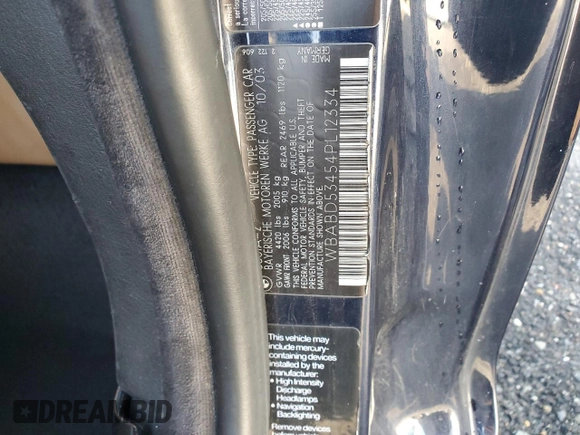 VEHICLE TYPE PASSENGER CAR
BAYERISCHE MOTOREN WERKE AG 10/03
GVWR 4420 lbs 2005 kg
GAWR FRONT 2006 lbs 910 kg REAR 2469 lbs 1120 kg
THIS VEHICLE CONFORMS TO ALL APPLICABLE U.S.
FEDERAL MOTOR VEHICLE SAFETY, BUMPER AND THEFT
PREVENTION STANDARDS IN EFFECT ON THE DATE OF
MANUFACTURE SHOWN ABOVE.
WBABD53454PL12334
2 122 606
MADE IN
GERMANY
This vehicle may
include mercury-
containing devices
installed by the
manufacturer:
• High Intensity
Discharge
Headlamps
• Navigation
Backlighting
Remove devices
DREAMBID